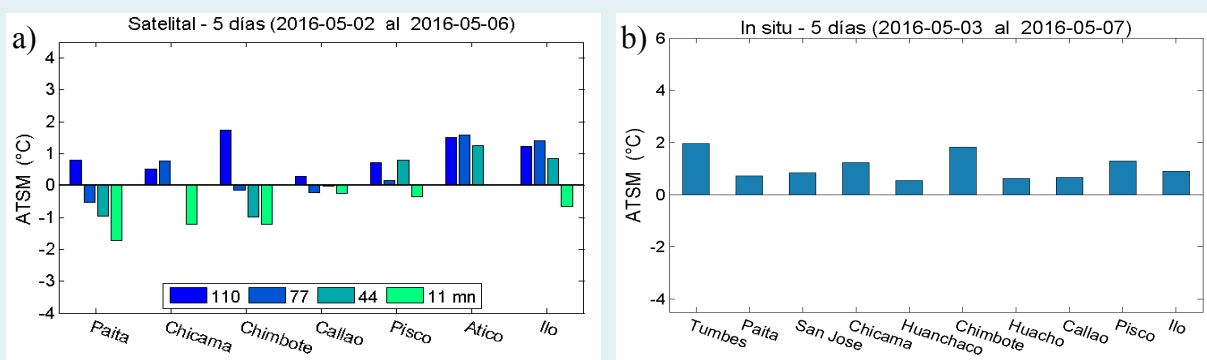 a)
Satelital - 5 días (2016-05-02 al 2016-05-06)
ATSM (°C)
4
3
2
1
0
-1
-2
-3
-4
110 77 44 11 mn
Paita Chicama Chimbote Callao Pisco Atico Ilo
b)
In situ - 5 días (2016-05-03 al 2016-05-07)
ATSM (°C)
6
4
2
0
-2
-4
Tumbes Paita San Jose Chicama Huanchaco Chimbote Huacho Callao Pisco Ilo